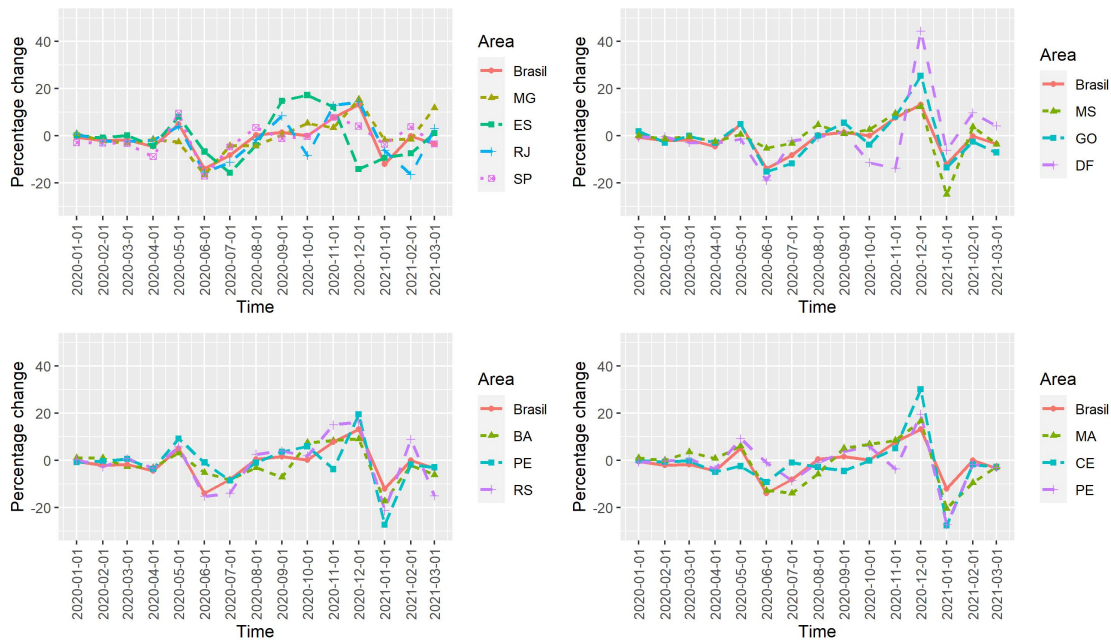 Percentage change
40
20
0
-20
2020-01-01
2020-02-01
2020-03-01
2020-04-01
2020-05-01
2020-06-01
2020-07-01
2020-08-01
2020-09-01
2020-10-01
2020-11-01
2020-12-01
2021-01-01
2021-02-01
2021-03-01
Time
Area
Brasil
MG
ES
RJ
SP
Percentage change
40
20
0
-20
2020-01-01
2020-02-01
2020-03-01
2020-04-01
2020-05-01
2020-06-01
2020-07-01
2020-08-01
2020-09-01
2020-10-01
2020-11-01
2020-12-01
2021-01-01
2021-02-01
2021-03-01
Time
Area
Brasil
MS
GO
DF
Percentage change
40
20
0
-20
2020-01-01
2020-02-01
2020-03-01
2020-04-01
2020-05-01
2020-06-01
2020-07-01
2020-08-01
2020-09-01
2020-10-01
2020-11-01
2020-12-01
2021-01-01
2021-02-01
2021-03-01
Time
Area
Brasil
BA
PE
RS
Percentage change
40
20
0
-20
2020-01-01
2020-02-01
2020-03-01
2020-04-01
2020-05-01
2020-06-01
2020-07-01
2020-08-01
2020-09-01
2020-10-01
2020-11-01
2020-12-01
2021-01-01
2021-02-01
2021-03-01
Time
Area
Brasil
MA
CE
PE